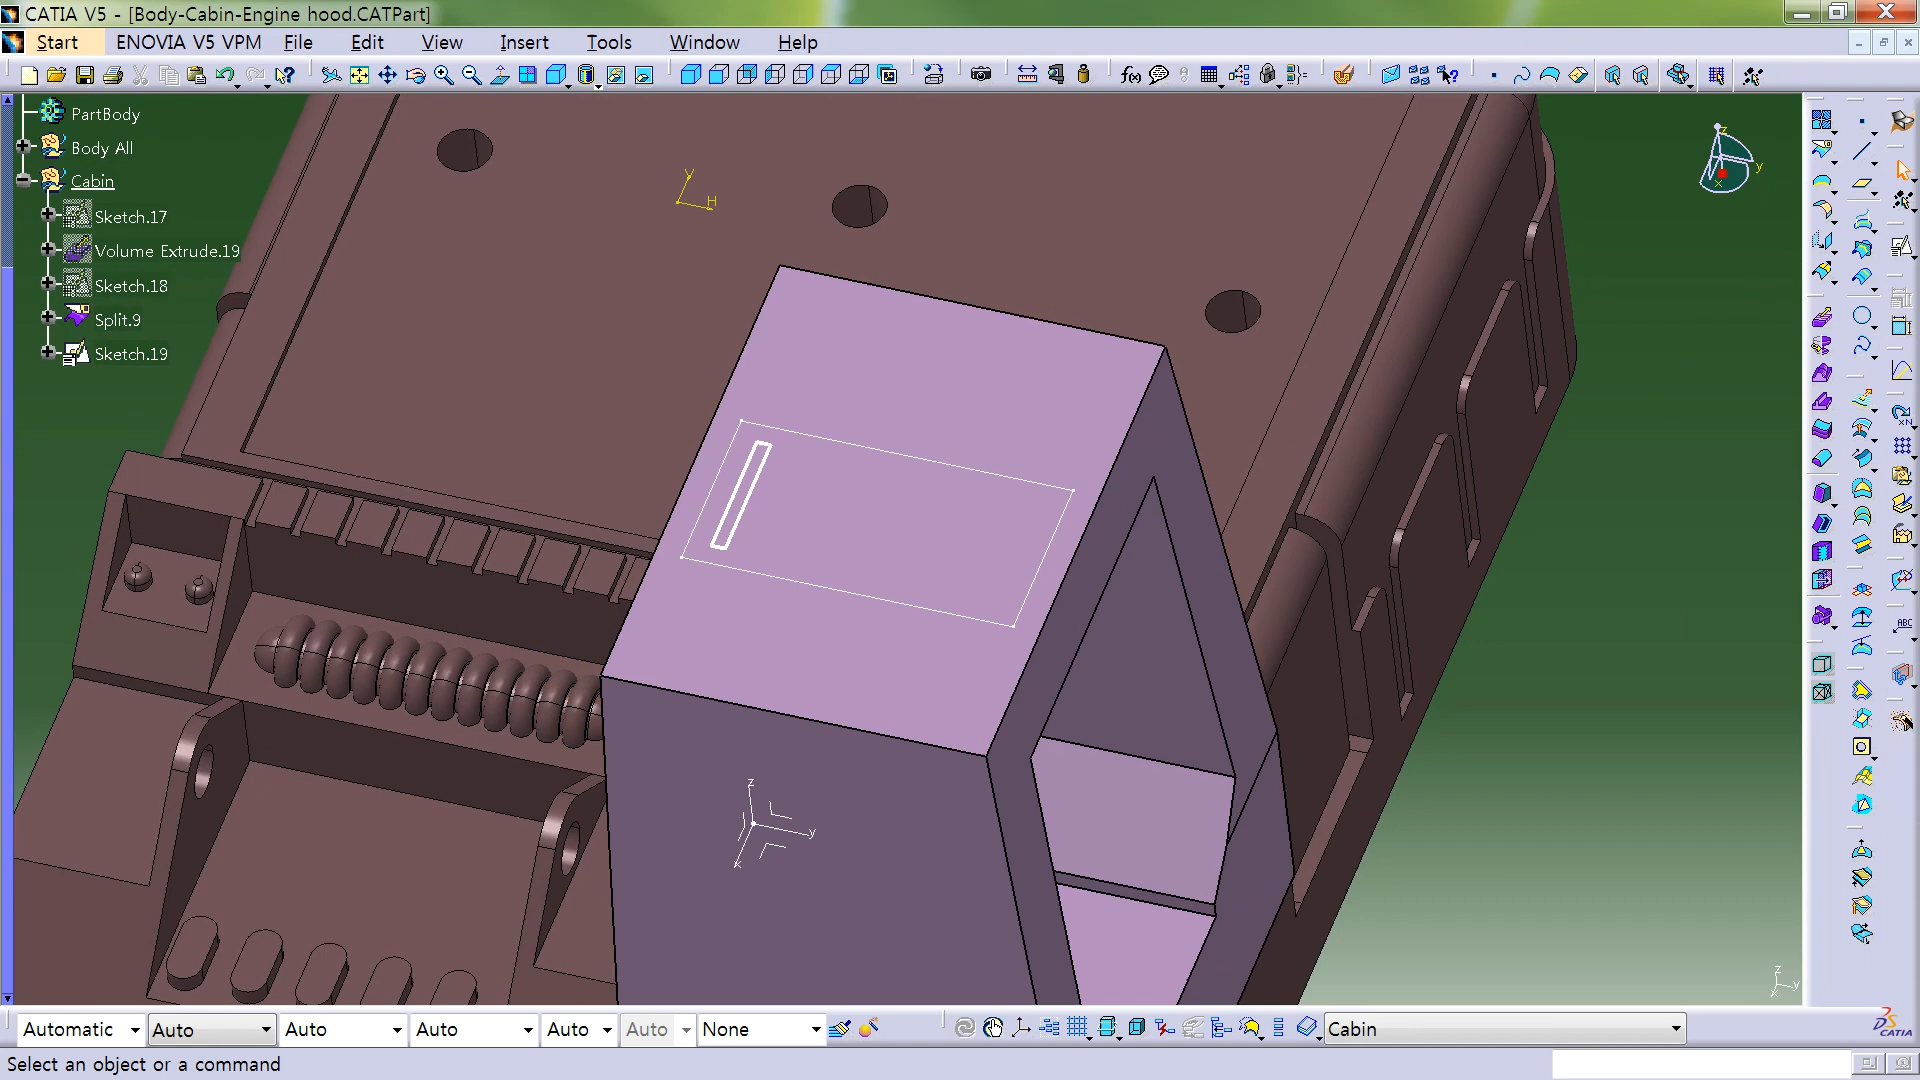 CATIA V5 - [Body-Cabin-Engine hood.CATPart]
Start ENOVIA V5 VPM File Edit View Insert Tools Window Help
PartBody
Body All
Cabin
Sketch.17
Volume Extrude.19
Sketch.18
Split.9
Sketch.19
V
H
z
y
x
z
y
x
z
y
x
ABC
Automatic Auto Auto Auto Auto Auto None Cabin
CATIA
Select an object or a command